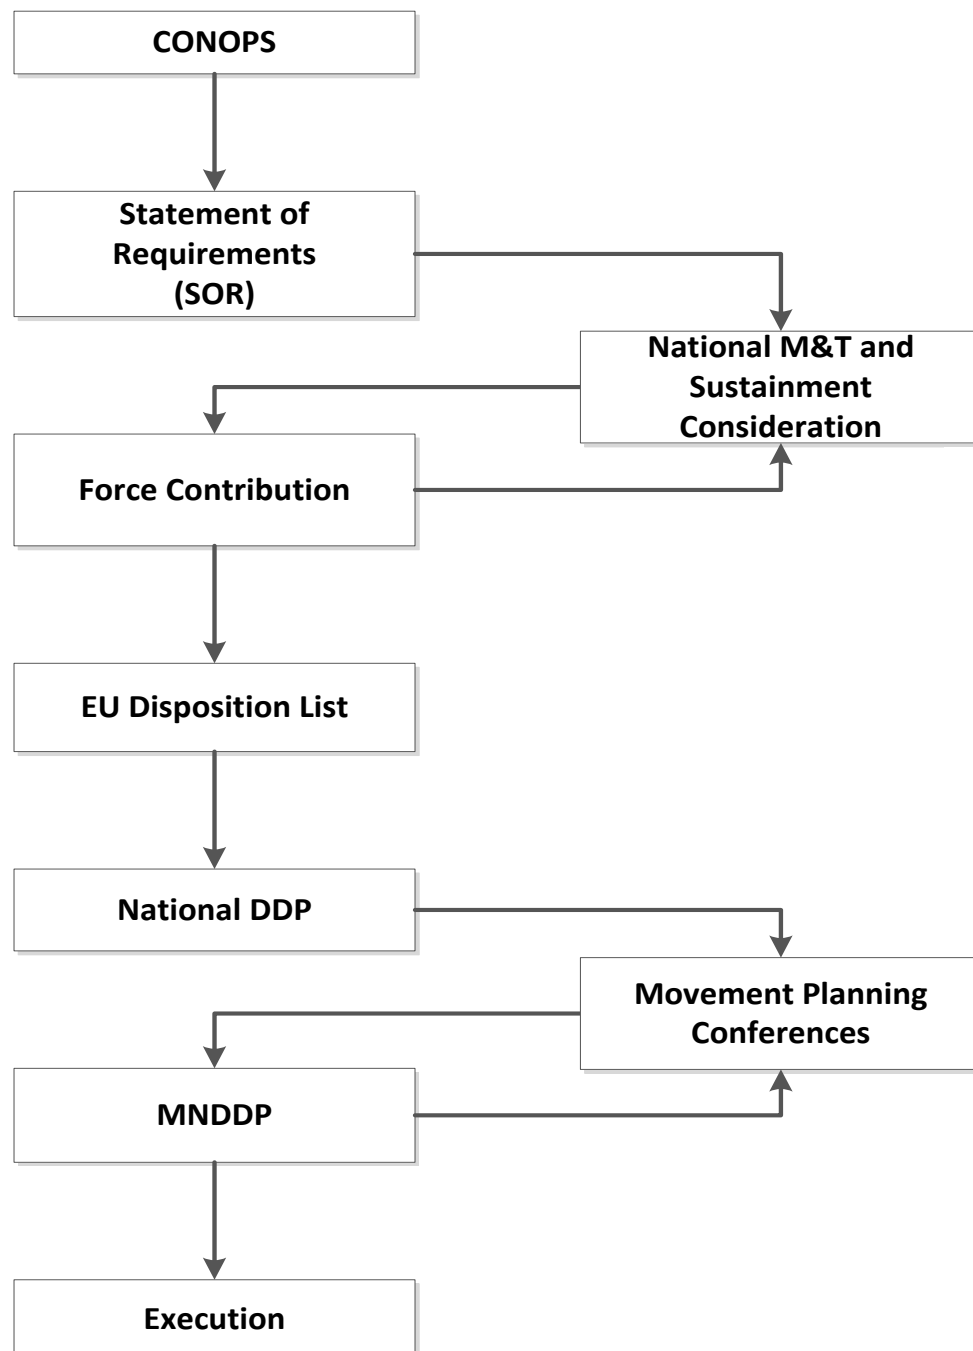 CONOPS
Statement of
Requirements
(SOR)
National M&T and
Sustainment
Consideration
Force Contribution
EU Disposition List
National DDP
Movement Planning
Conferences
MNDDP
Execution